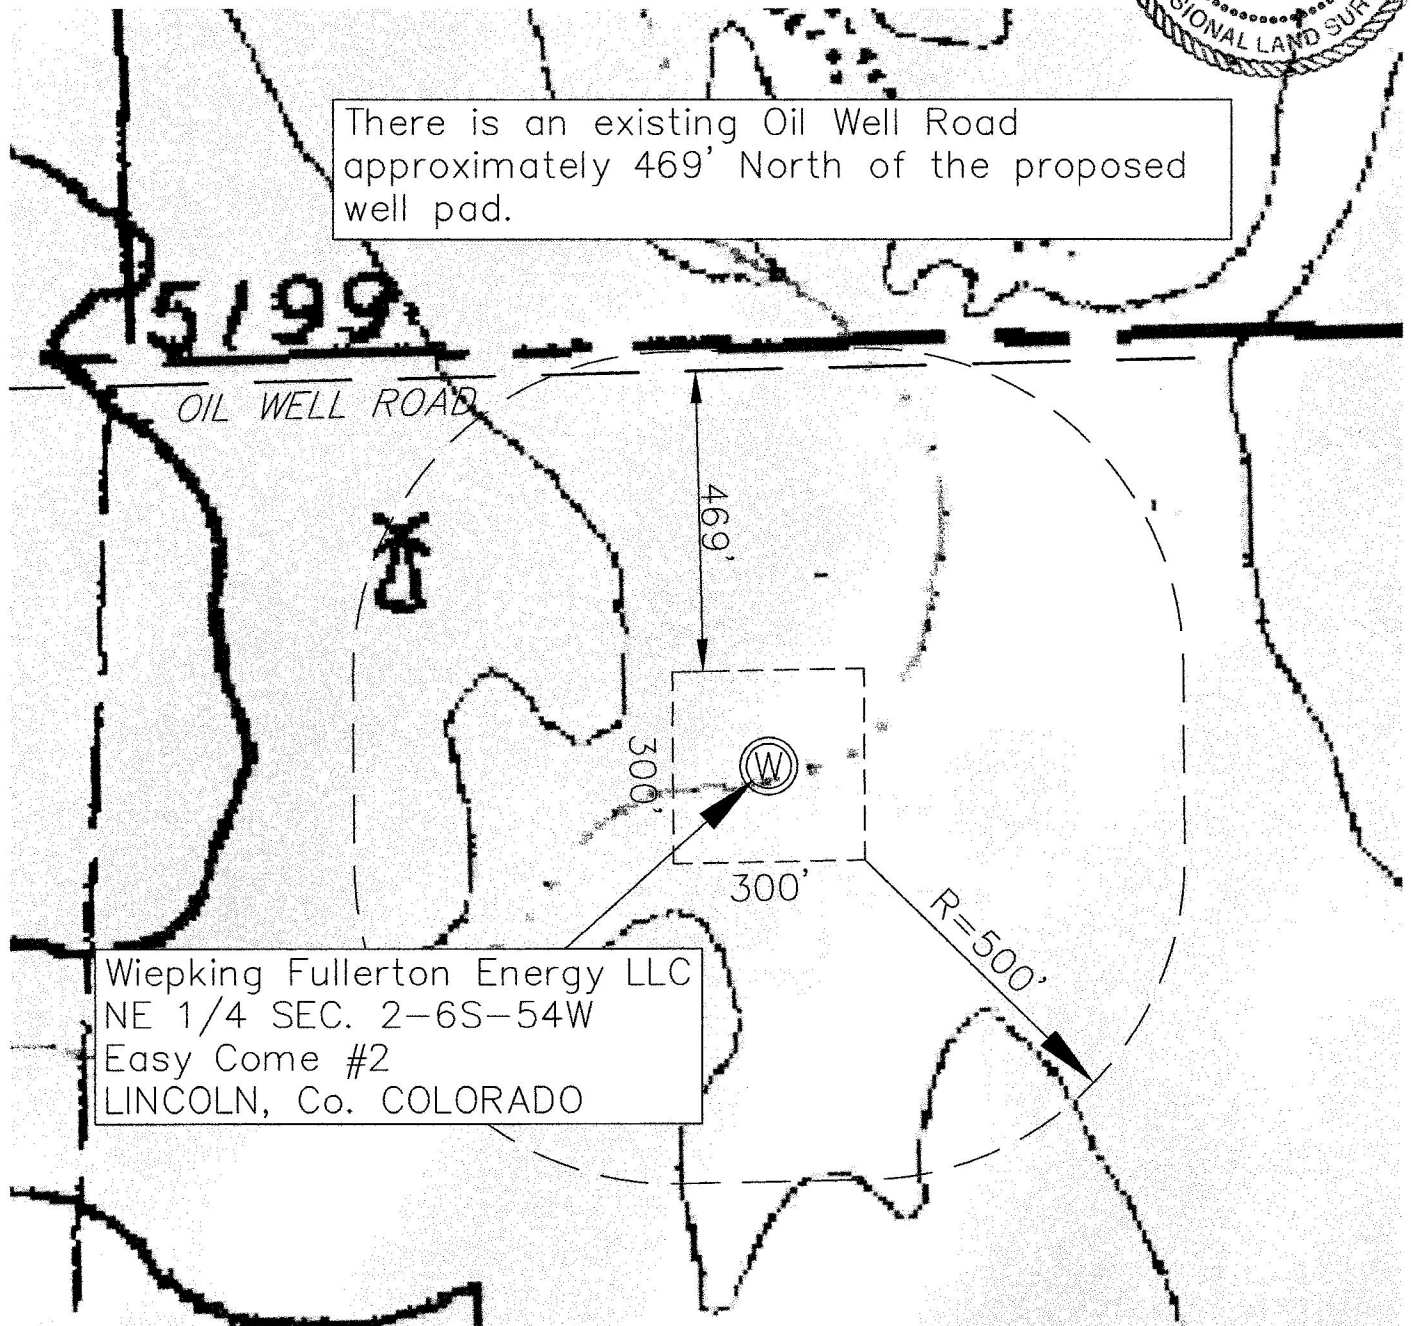 SIONAL LAND SUR
There is an existing Oil Well Road
approximately 469' North of the proposed
well pad.
5199
OIL WELL ROAD
469'
300'
W
300'
R=500'
Wiepking Fullerton Energy LLC
NE 1/4 SEC. 2-6S-54W
Easy Come #2
LINCOLN, Co. COLORADO